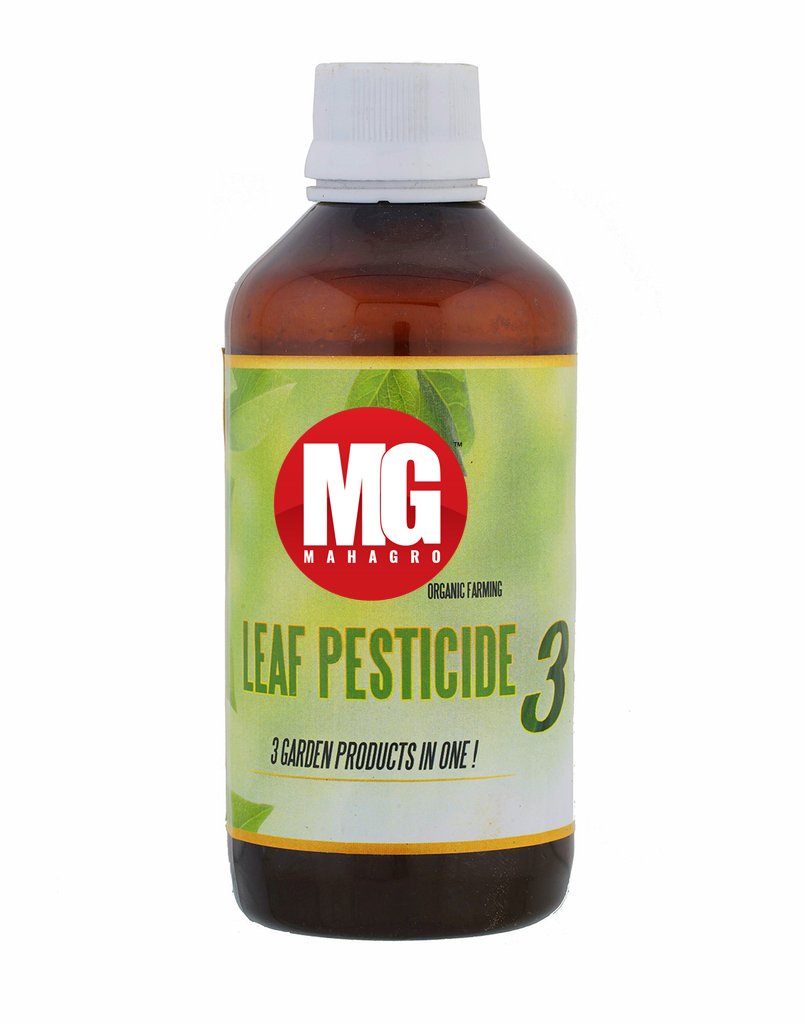 MG
™
MAHAGRO
ORGANIC FARMING
LEAF PESTICIDE 3
3 GARDEN PRODUCTS IN ONE !